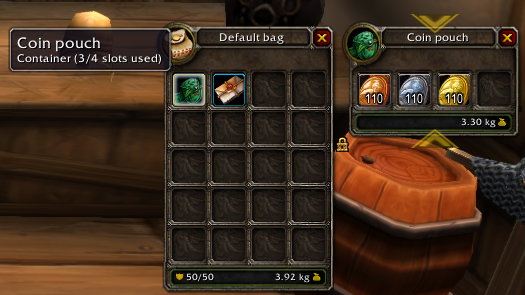 Coin pouch
Container (3/4 slots used)
Default bag
50/50
3.92 kg
Coin pouch
110
110
110
3.30 kg